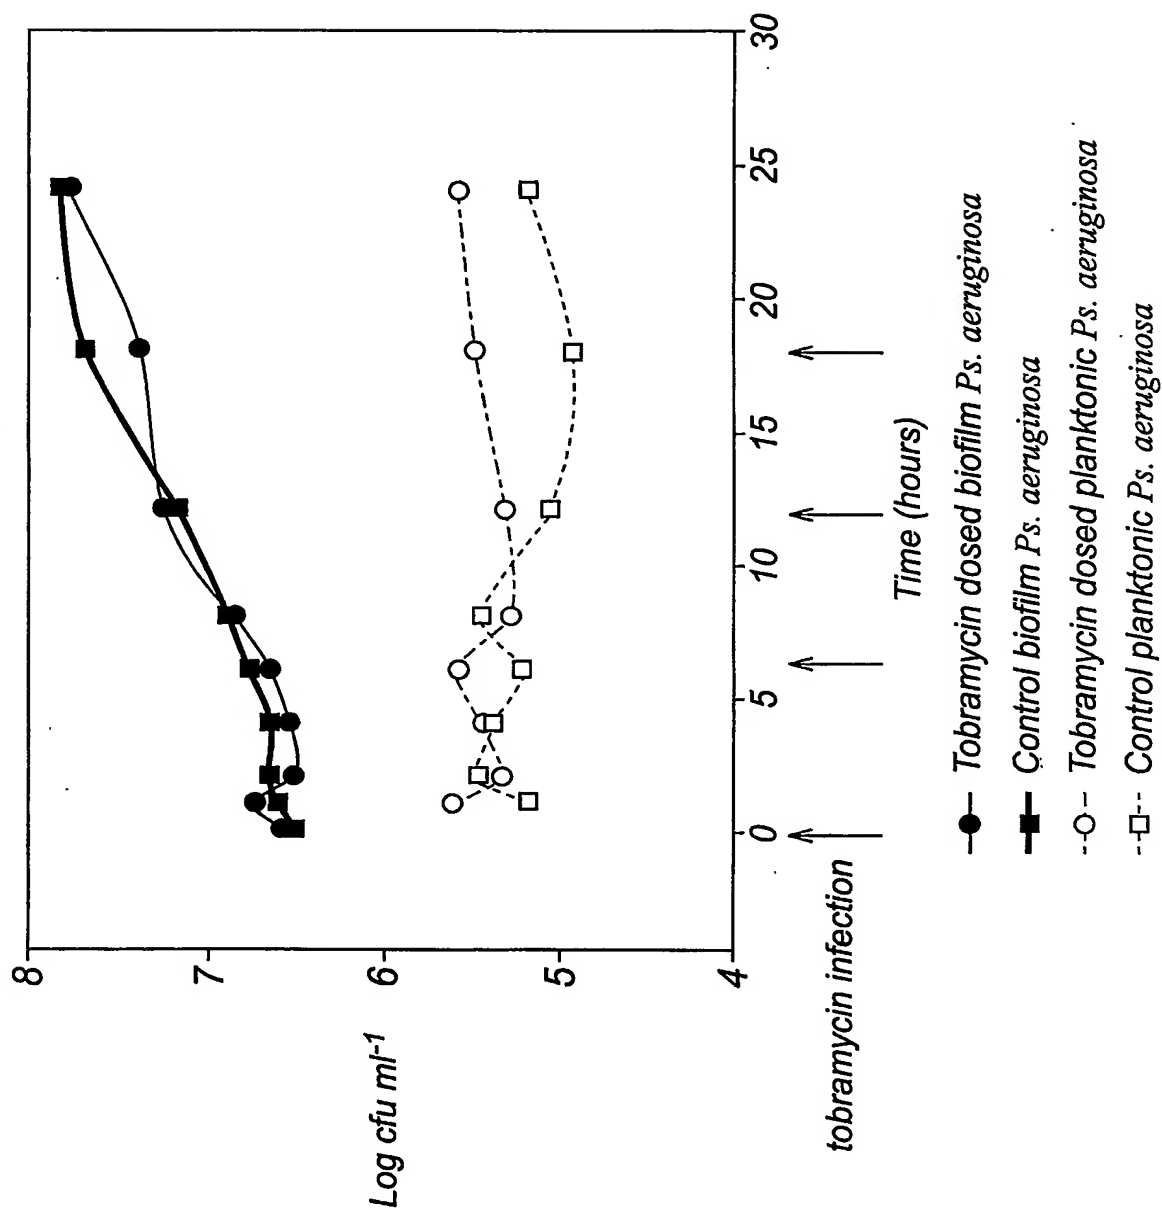 Log cfu ml⁻¹
8
7
6
5
4
0
5
10
15
20
25
30
tobramycin infection
Time (hours)
Tobramycin dosed biofilm Ps. aeruginosa
Control biofilm Ps. aeruginosa
Tobramycin dosed planktonic Ps. aeruginosa
Control planktonic Ps. aeruginosa